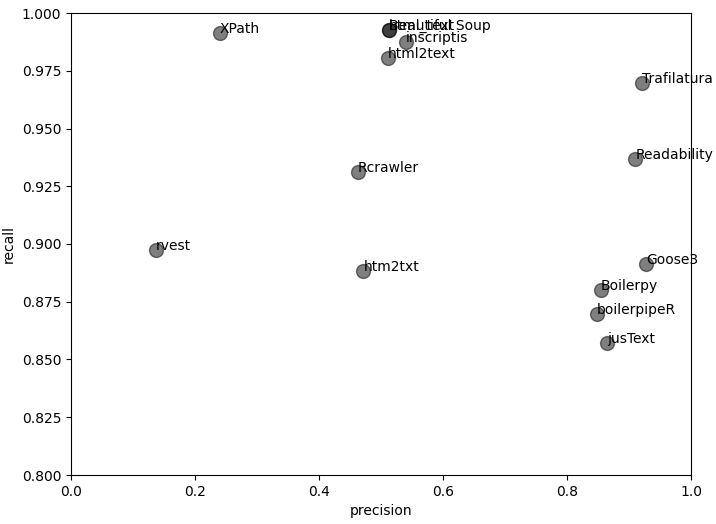 1.000
0.975
0.950
0.925
0.900
0.875
0.850
0.825
0.800
recall
XPath
Beautiful Soup
inscriptis
html2text
Trafilatura
Readability
Rcrawler
rvest
htm2txt
Goose3
Boilerpy
boilerpipeR
jusText
0.0 0.2 0.4 0.6 0.8 1.0
precision